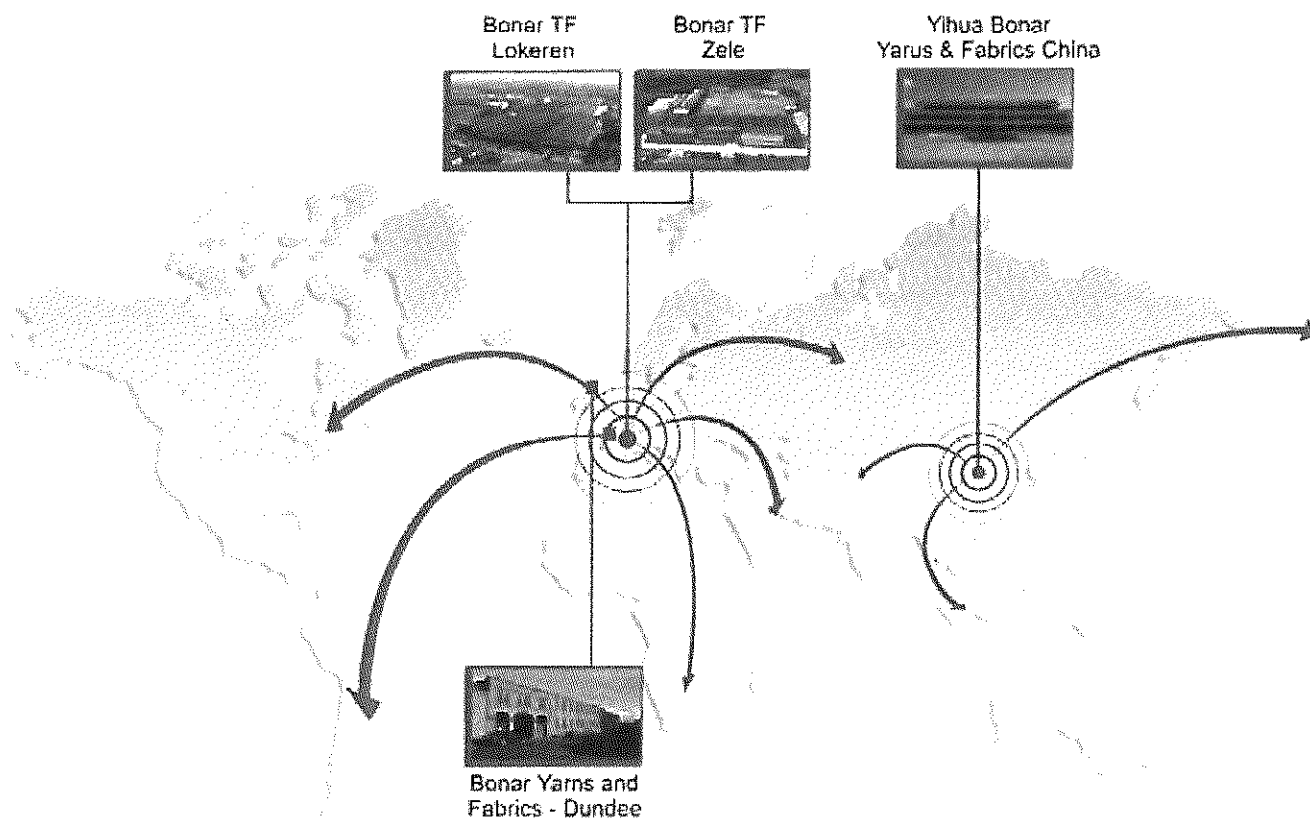 Bonar TF
Lokeren
Bonar TF
Zele
Yihua Bonar
Yarus & Fabrics China
Bonar Yarns and
Fabrics - Dundee